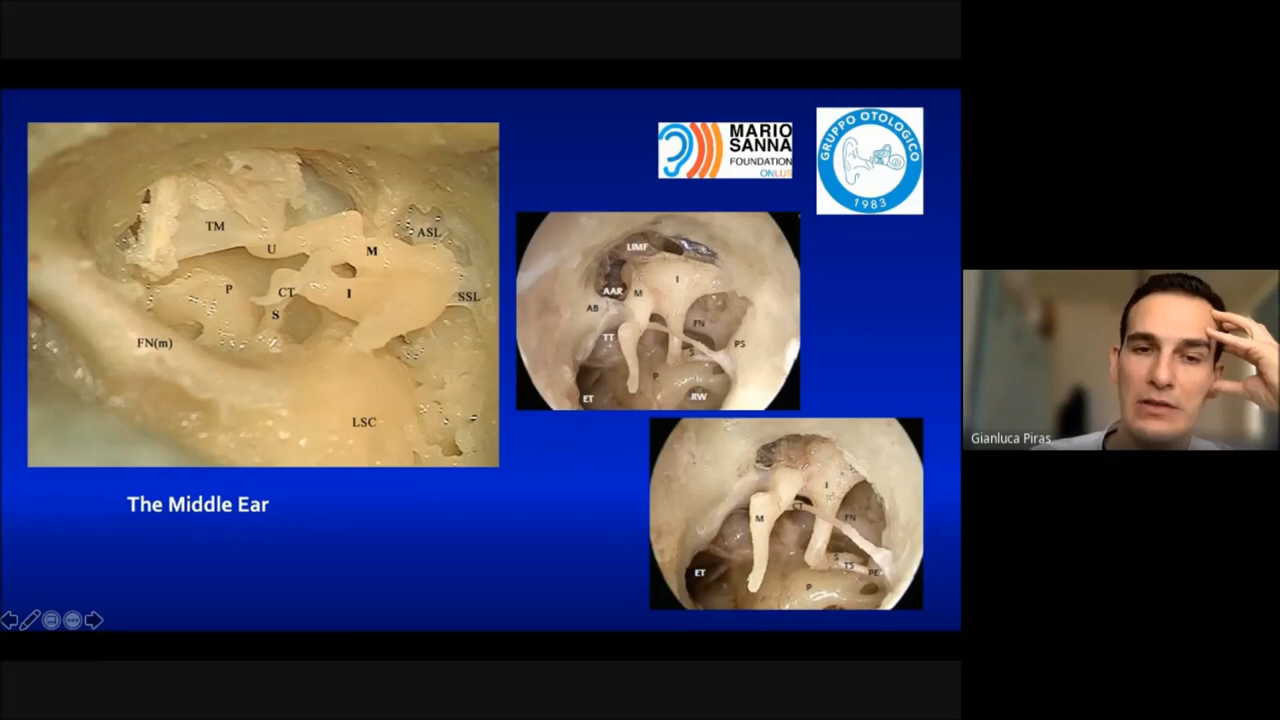 TM
U
M
ASL
P
CT
I
SSL
S
FN(m)
LSC
The Middle Ear
MARIO
SANNA
FOUNDATION
ONLUS
GRUPPO OTOLOGICO
1983
LIMF
I
AAR
M
AB
FN
TT
PS
S
P
ET
RW
I
CT
M
FN
S
TS
ET
PE
P
Gianluca Piras